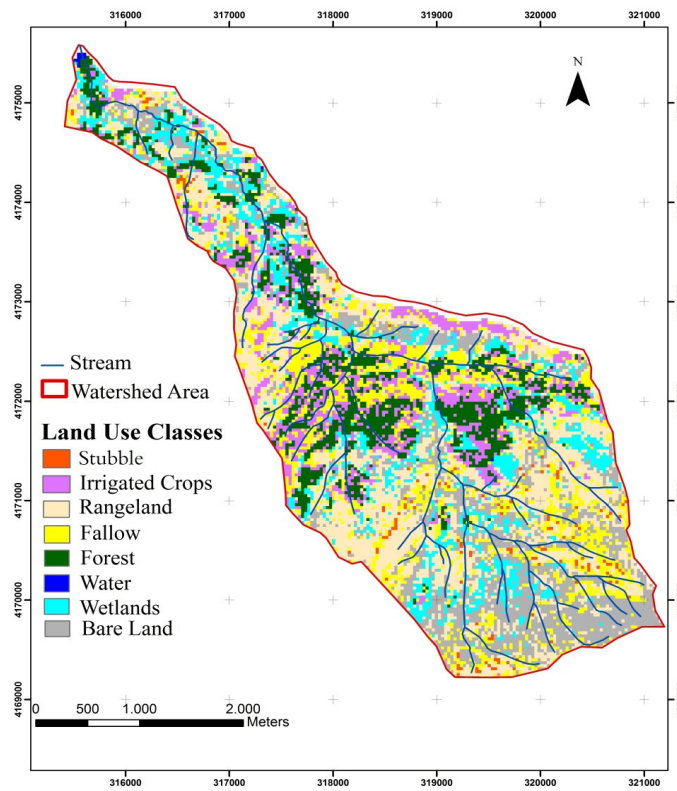 316000 317000 318000 319000 320000 321000
N
4175000
4174000
4173000
4172000
4171000
4170000
4169000
Stream
Watershed Area
Land Use Classes
Stubble
Irrigated Crops
Rangeland
Fallow
Forest
Water
Wetlands
Bare Land
0 500 1.000 2.000
Meters
316000 317000 318000 319000 320000 321000